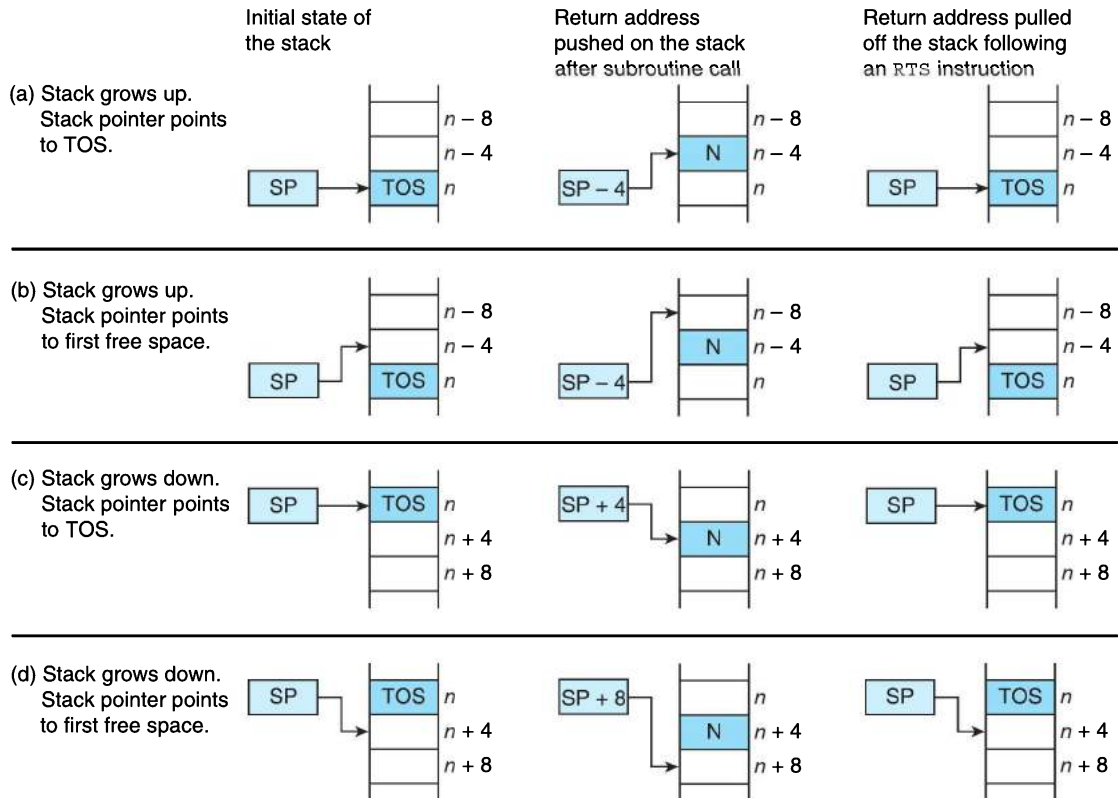 Initial state of
the stack
Return address
pushed on the stack
after subroutine call
Return address pulled
off the stack following
an RTS instruction
(a) Stack grows up.
Stack pointer points
to TOS.
SP
TOS
n – 8
n – 4
n
SP – 4
N
n – 8
n – 4
n
SP
TOS
n – 8
n – 4
n
(b) Stack grows up.
Stack pointer points
to first free space.
SP
TOS
n – 8
n – 4
n
SP – 4
N
n – 8
n – 4
n
SP
TOS
n – 8
n – 4
n
(c) Stack grows down.
Stack pointer points
to TOS.
SP
TOS
n
n + 4
n + 8
SP + 4
N
n
n + 4
n + 8
SP
TOS
n
n + 4
n + 8
(d) Stack grows down.
Stack pointer points
to first free space.
SP
TOS
n
n + 4
n + 8
SP + 8
N
n
n + 4
n + 8
SP
TOS
n
n + 4
n + 8